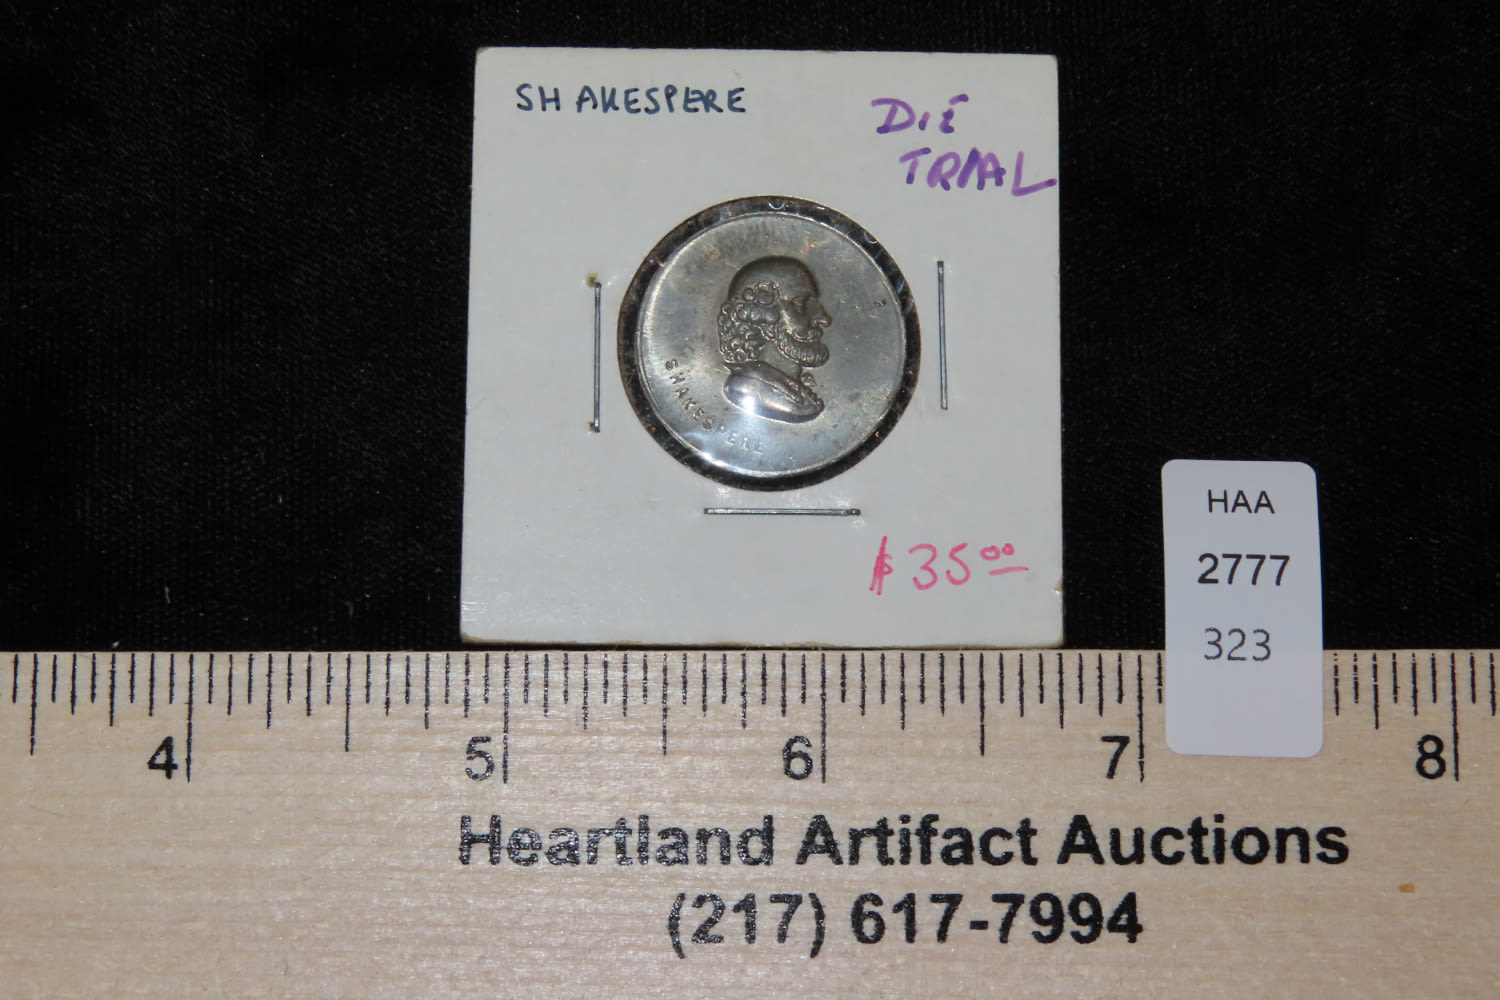 SHAKESPERE
DIE
TRIAL
SHAKESPERE
$35.00
HAA
2777
323
4 5 6 7 8
Heartland Artifact Auctions
(217) 617-7994